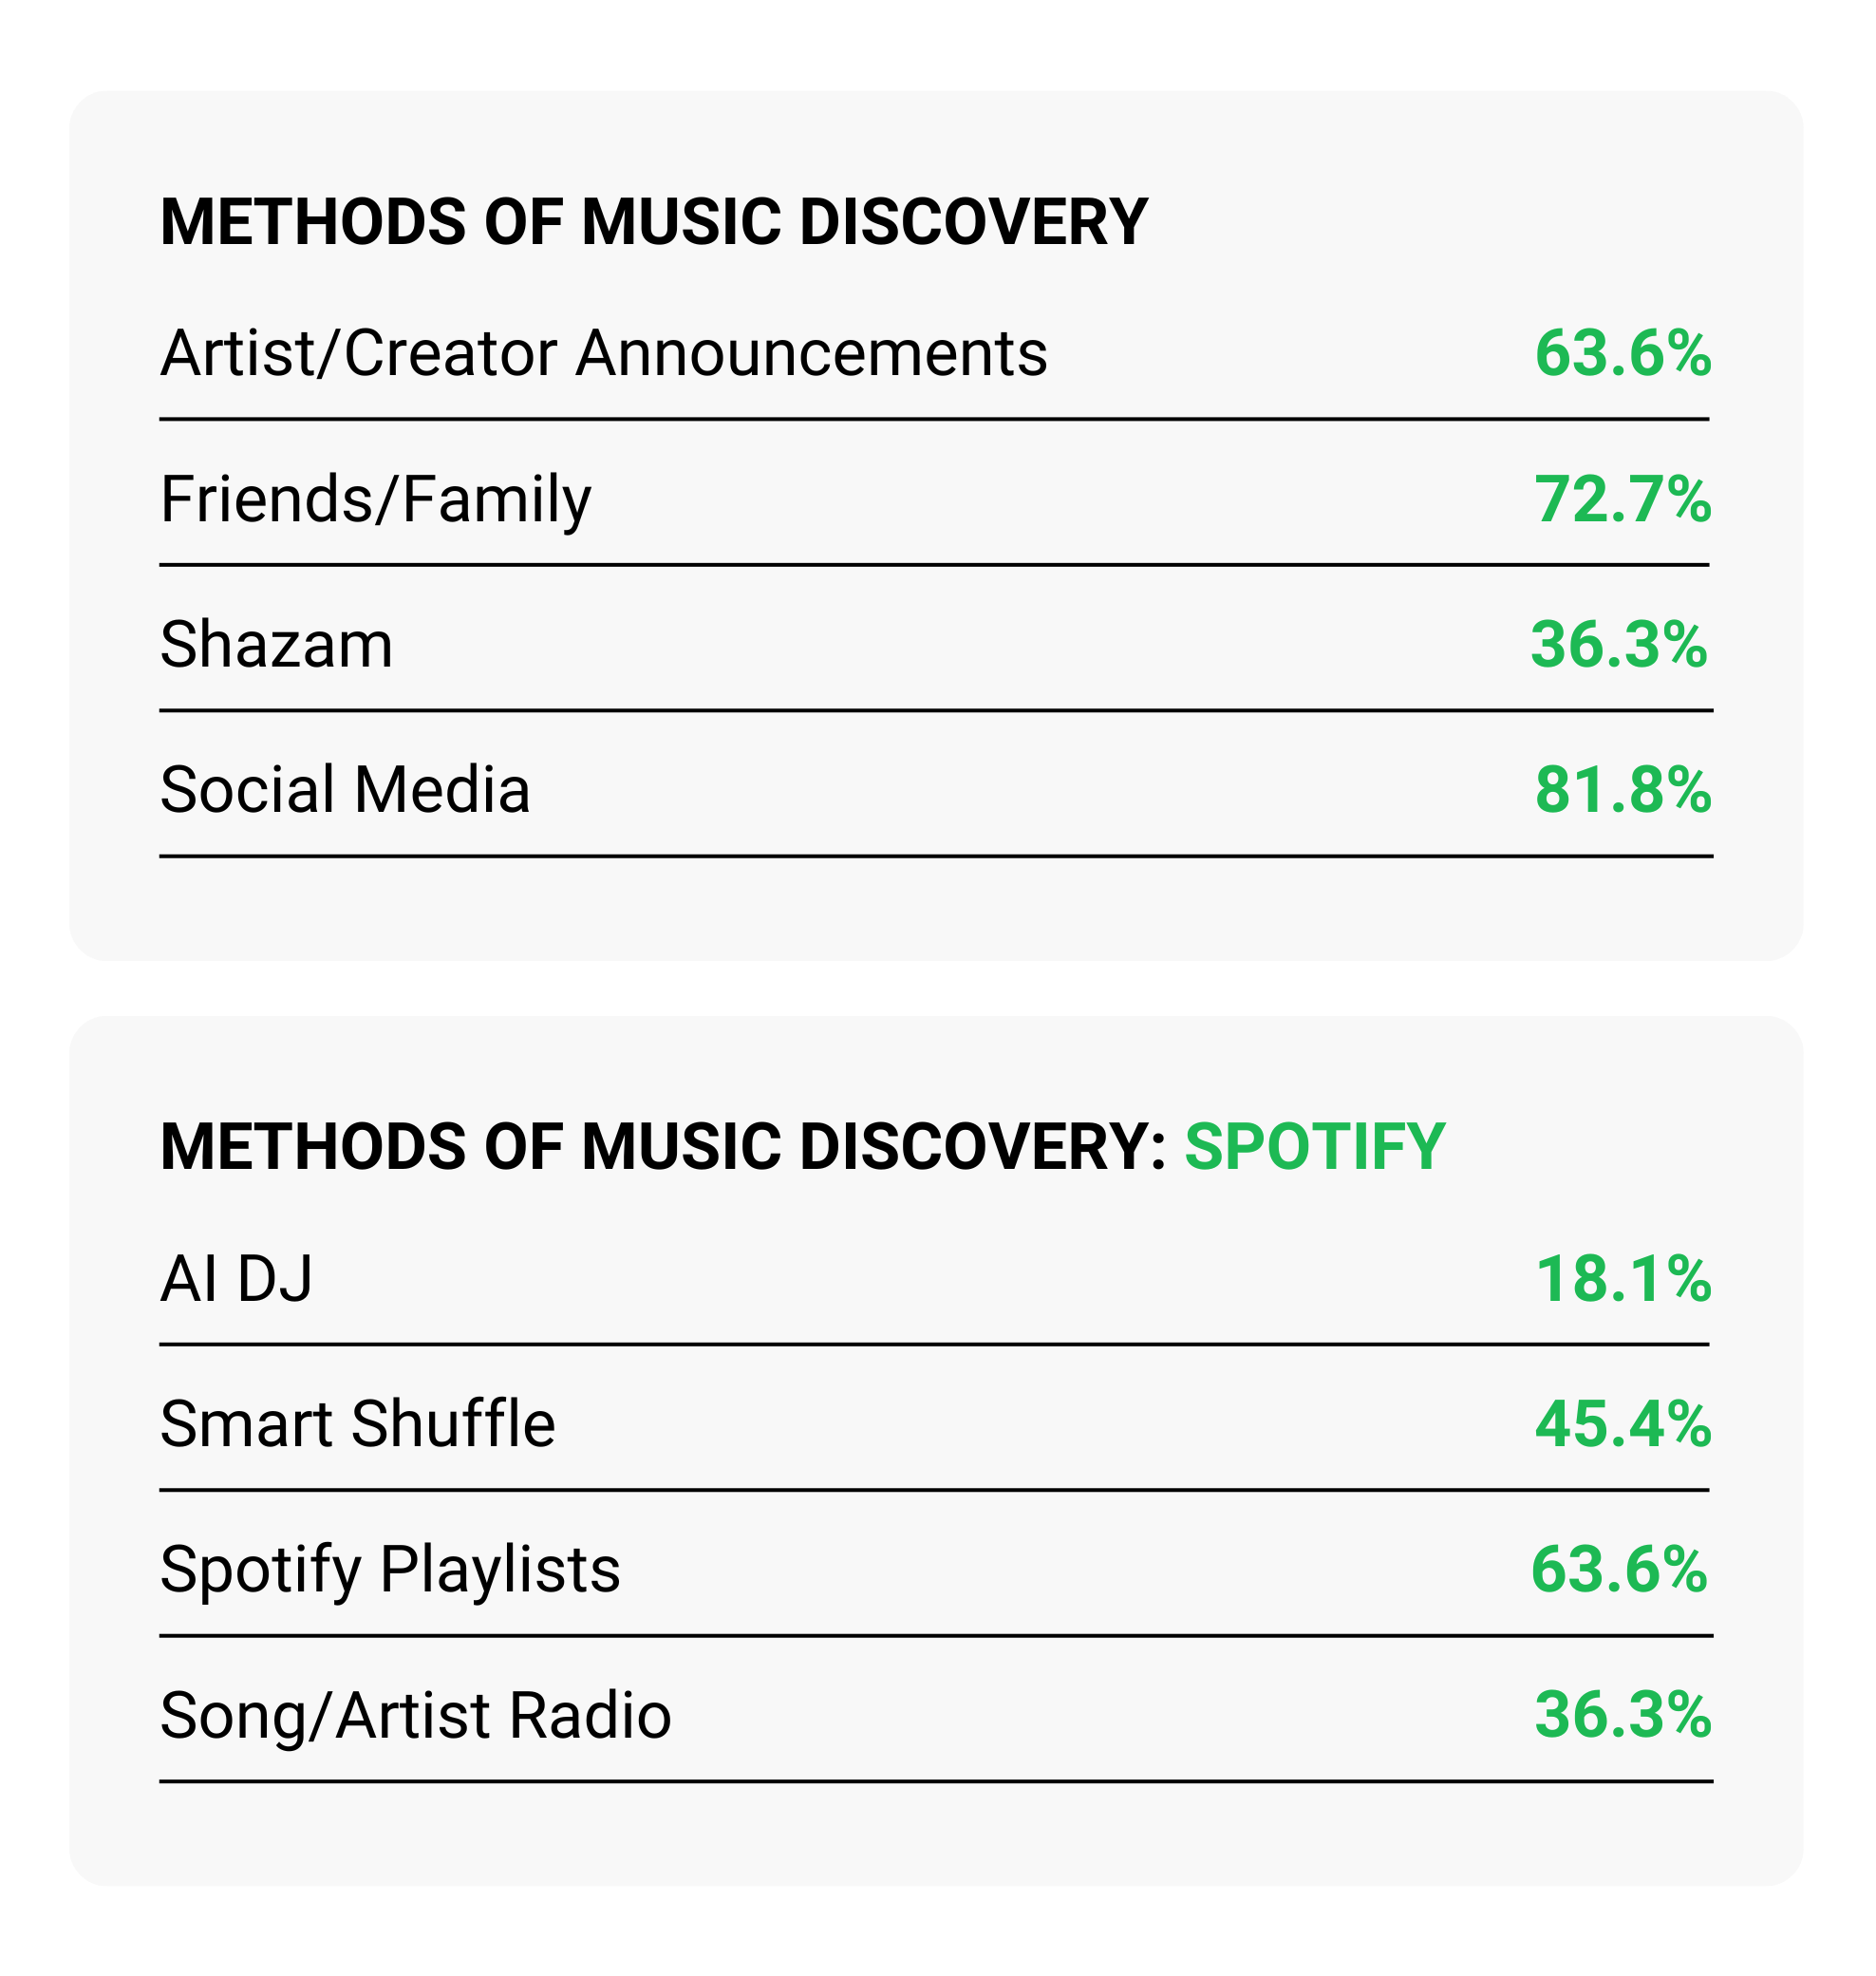 METHODS OF MUSIC DISCOVERY
Artist/Creator Announcements 63.6%
Friends/Family 72.7%
Shazam 36.3%
Social Media 81.8%
METHODS OF MUSIC DISCOVERY: SPOTIFY
AI DJ 18.1%
Smart Shuffle 45.4%
Spotify Playlists 63.6%
Song/Artist Radio 36.3%